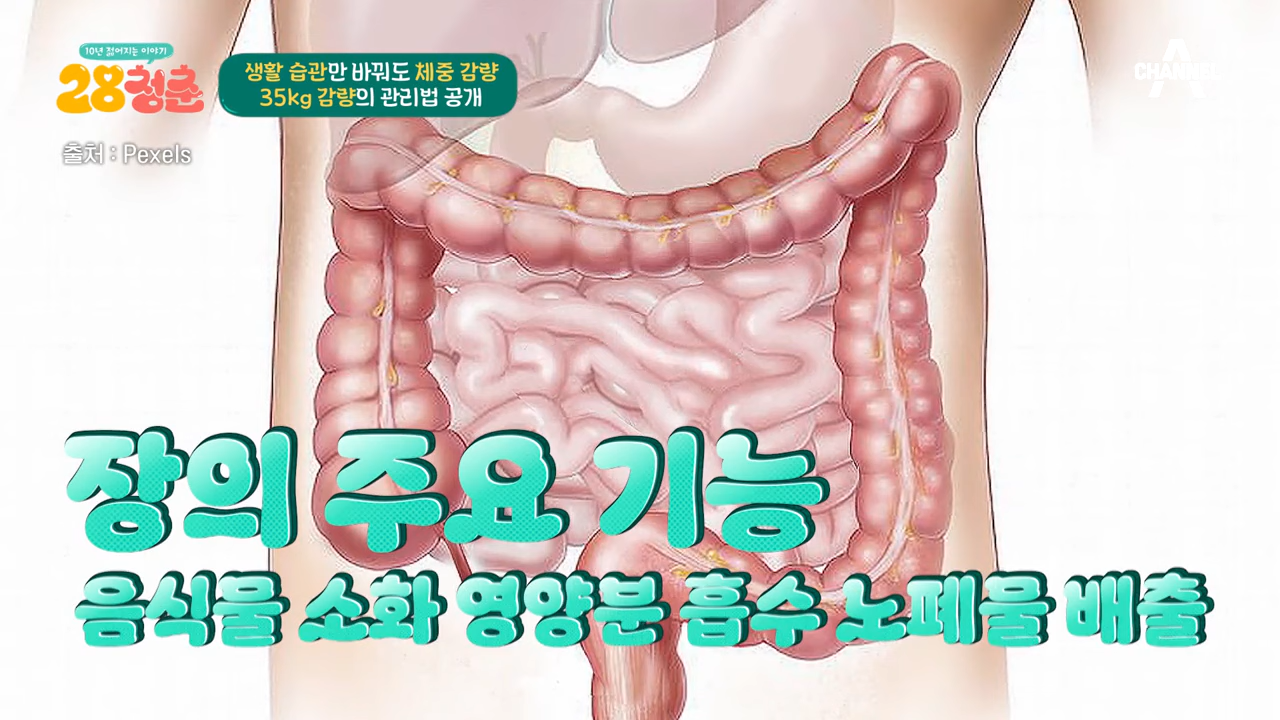 10년 젊어지는 이야기
28청춘
생활 습관만 바꿔도 체중 감량
35kg 감량의 관리법 공개
CHANNEL A
출처 : Pexels
장의 주요 기능
음식물 소화 영양분 흡수 노폐물 배출